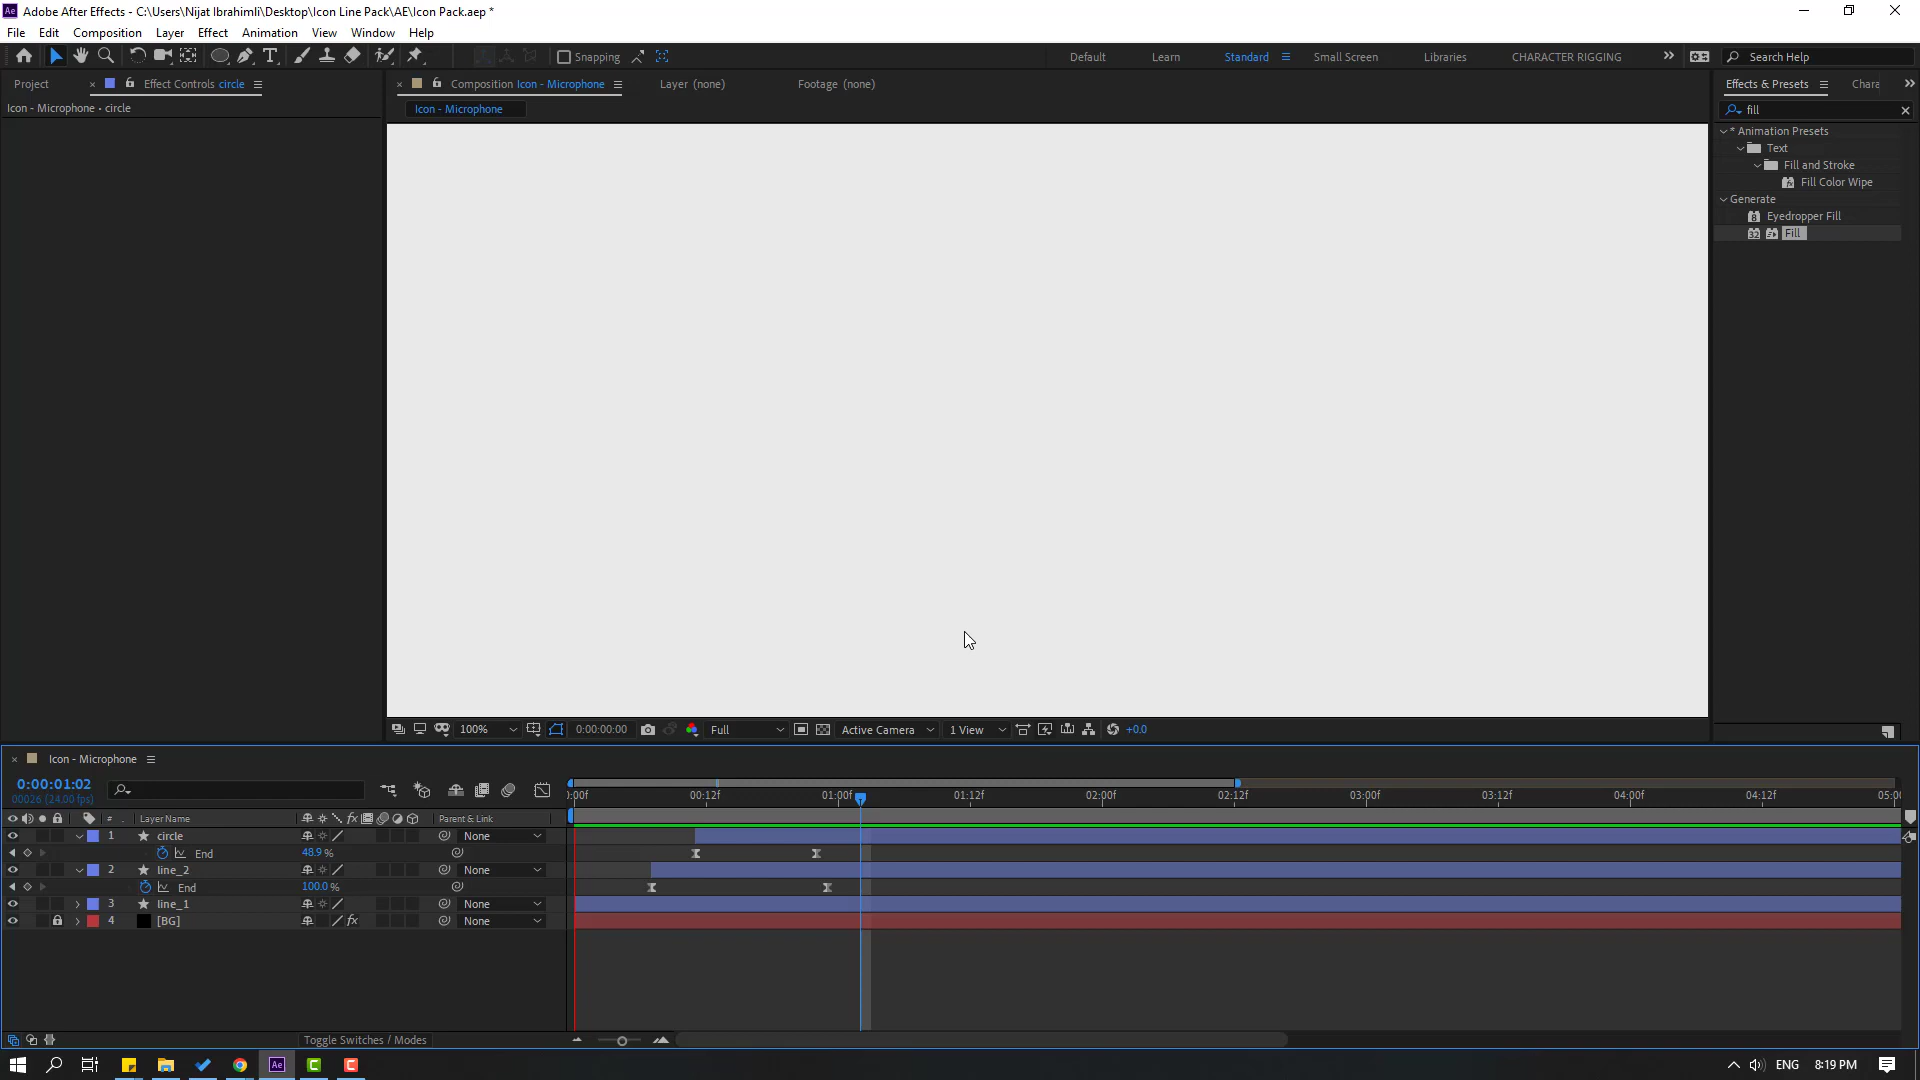 Adobe After Effects - C:\Users\Nijat Ibrahimli\Desktop\Icon Line Pack\AE\Icon Pack.aep *
File Edit Composition Layer Effect Animation View Window Help
Snapping
Default Learn Standard Small Screen Libraries CHARACTER RIGGING
Search Help
Project
Effect Controls circle
Composition Icon - Microphone
Layer (none)
Footage (none)
Effects & Presets
Chara
Icon - Microphone • circle
Icon - Microphone
fill
* Animation Presets
Text
Fill and Stroke
Fill Color Wipe
Generate
Eyedropper Fill
Fill
100%
0:00:00:00
Full
Active Camera
1 View
+0.0
Icon - Microphone
0:00:01:02
00026 (24.00 fps)
0:00f 00:12f 01:00f 01:12f 02:00f 02:12f 03:00f 03:12f 04:00f 04:12f 05:00
# Layer Name Parent & Link
1 circle None
End 48.9 %
2 line_2 None
End 100.0 %
3 line_1 None
4 [BG] None
Toggle Switches / Modes
ENG 8:19 PM